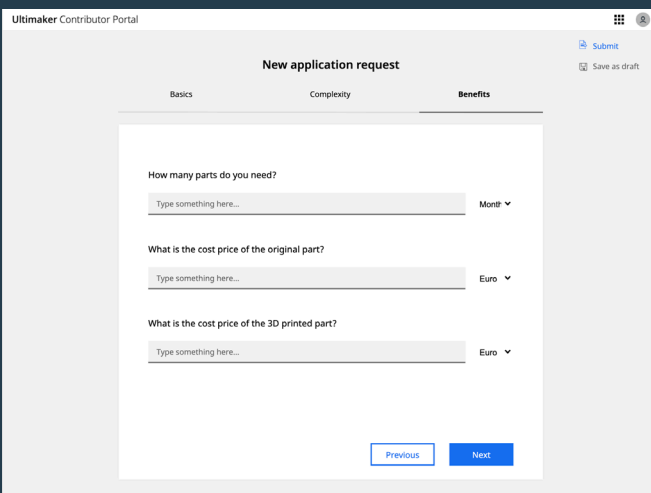 Ultimaker Contributor Portal
Submit
New application request
Save as draft
Basics
Complexity
Benefits
How many parts do you need?
Type something here...
Month
What is the cost price of the original part?
Type something here...
Euro
What is the cost price of the 3D printed part?
Type something here...
Euro
Previous
Next